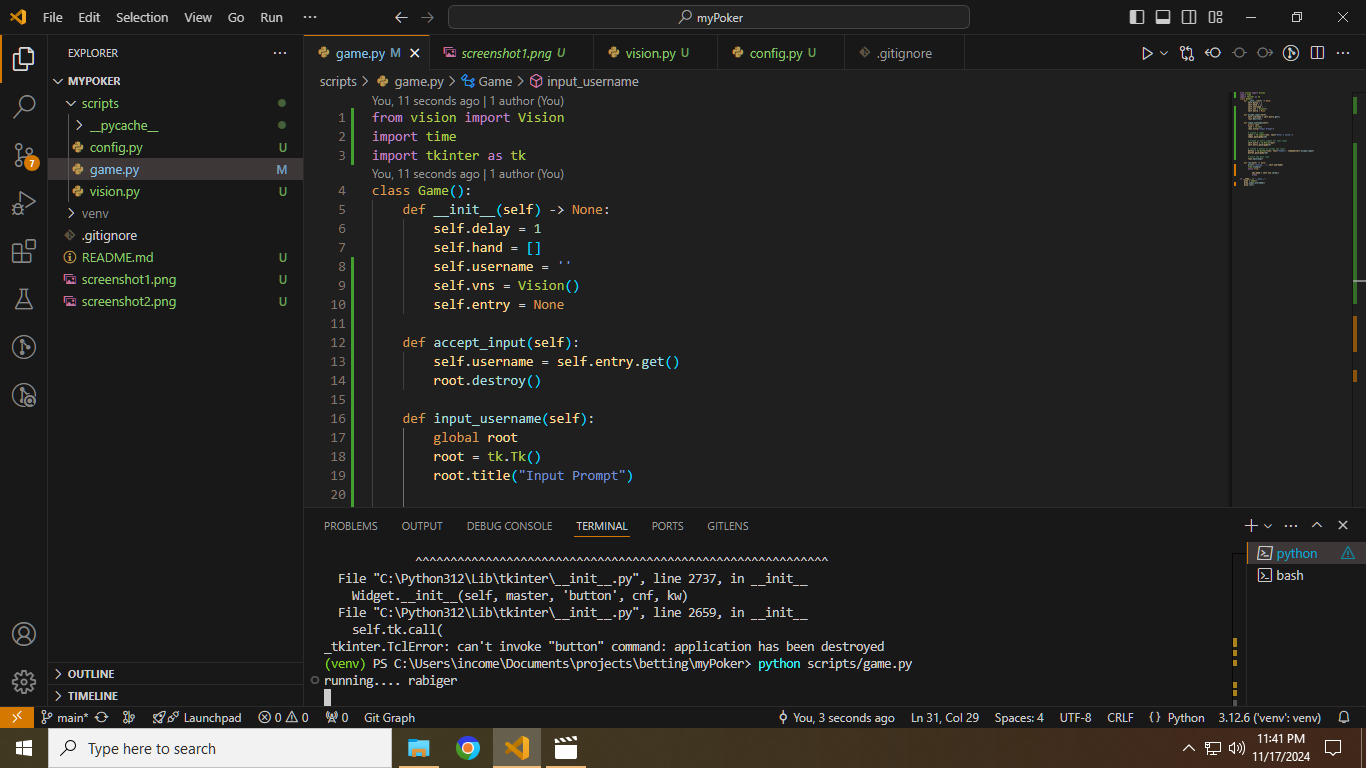 File Edit Selection View Go Run ··· myPoker
EXPLORER
MYPOKER
scripts
__pycache__
config.py U
game.py M
vision.py U
venv
.gitignore
README.md U
screenshot1.png U
screenshot2.png U
OUTLINE
TIMELINE
7
game.py M screenshot1.png U vision.py U config.py U .gitignore
scripts > game.py > Game > input_username
You, 11 seconds ago | 1 author (You)
1 from vision import Vision
2 import time
3 import tkinter as tk
You, 11 seconds ago | 1 author (You)
4 class Game():
5 def __init__(self) -> None:
6 self.delay = 1
7 self.hand = []
8 self.username = ''
9 self.vns = Vision()
10 self.entry = None
11
12 def accept_input(self):
13 self.username = self.entry.get()
14 root.destroy()
15
16 def input_username(self):
17 global root
18 root = tk.Tk()
19 root.title("Input Prompt")
20
PROBLEMS OUTPUT DEBUG CONSOLE TERMINAL PORTS GITLENS
^^^^^^^^^^^^^^^^^^^^^^^^^^^^^^^^^^^^^^^^^^^^^^^^^^^^^^^^^^^
File "C:\Python312\Lib\tkinter\__init__.py", line 2737, in __init__
Widget.__init__(self, master, 'button', cnf, kw)
File "C:\Python312\Lib\tkinter\__init__.py", line 2659, in __init__
self.tk.call(
_tkinter.TclError: can't invoke "button" command: application has been destroyed
(venv) PS C:\Users\income\Documents\projects\betting\myPoker> python scripts/game.py
running.... rabiger
python
bash
main* Launchpad 0 0 0 Git Graph You, 3 seconds ago Ln 31, Col 29 Spaces: 4 UTF-8 CRLF {} Python 3.12.6 ('venv': venv)
Type here to search
11:41 PM
11/17/2024